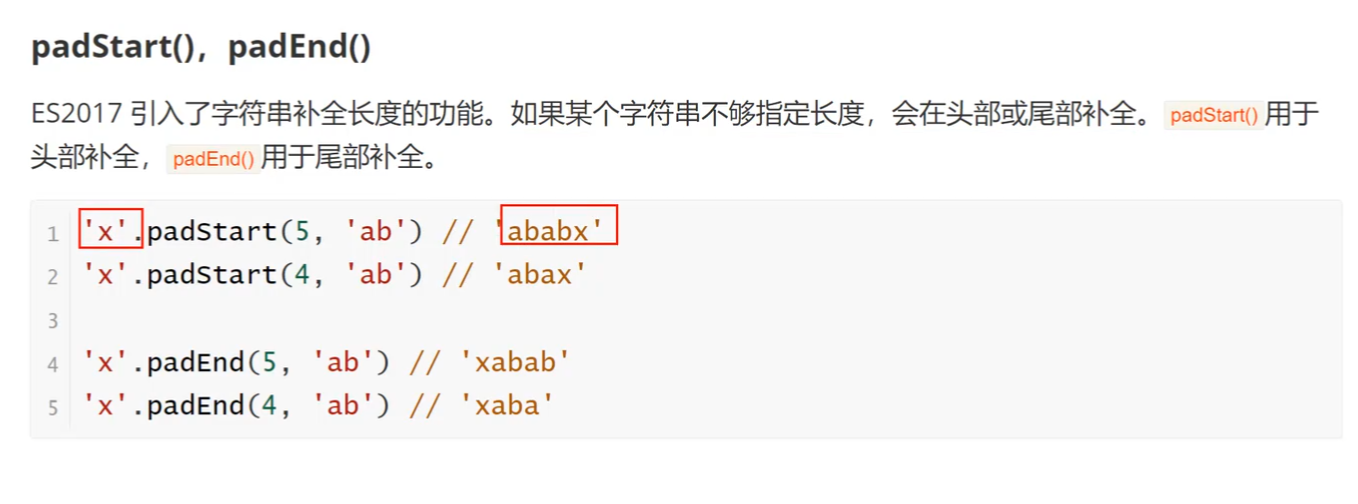 padStart()，padEnd()
ES2017 引入了字符串补全长度的功能。如果某个字符串不够指定长度，会在头部或尾部补全。padStart()用于
头部补全，padEnd()用于尾部补全。
1 'x'.padStart(5, 'ab') // 'ababx'
2 'x'.padStart(4, 'ab') // 'abax'
3
4 'x'.padEnd(5, 'ab') // 'xabab'
5 'x'.padEnd(4, 'ab') // 'xaba'